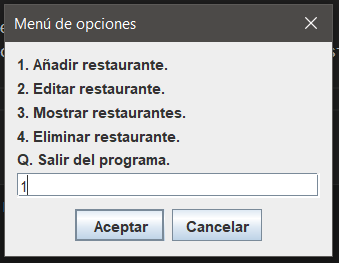 Menú de opciones
1. Añadir restaurante.
2. Editar restaurante.
3. Mostrar restaurantes.
4. Eliminar restaurante.
Q. Salir del programa.
1
Aceptar
Cancelar